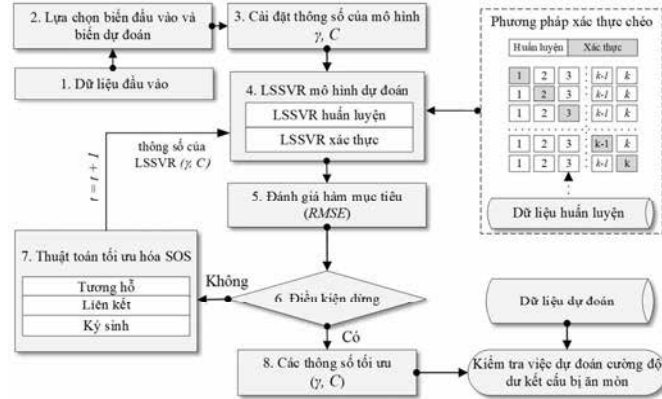 2. Lựa chọn biến đầu vào và
biến dự đoán
1. Dữ liệu đầu vào
3. Cài đặt thông số của mô hình
γ, C
4. LSSVR mô hình dự đoán
LSSVR huấn luyện
LSSVR xác thực
thông số của
LSSVR (γ, C)
t = t + 1
5. Đánh giá hàm mục tiêu
(RMSE)
7. Thuật toán tối ưu hóa SOS
Tương hỗ
Liên kết
Ký sinh
Không
6. Điều kiện dừng
Có
8. Các thông số tối ưu
(γ, C)
Phương pháp xác thực chéo
Huấn luyện Xác thực
1 2 3 k-1 k
1 2 3 k-1 k
1 2 3 k-1 k
1 2 3 k-1 k
1 2 3 k-1 k
Dữ liệu huấn luyện
Dữ liệu dự đoán
Kiểm tra việc dự đoán cường độ
dư kết cấu bị ăn mòn